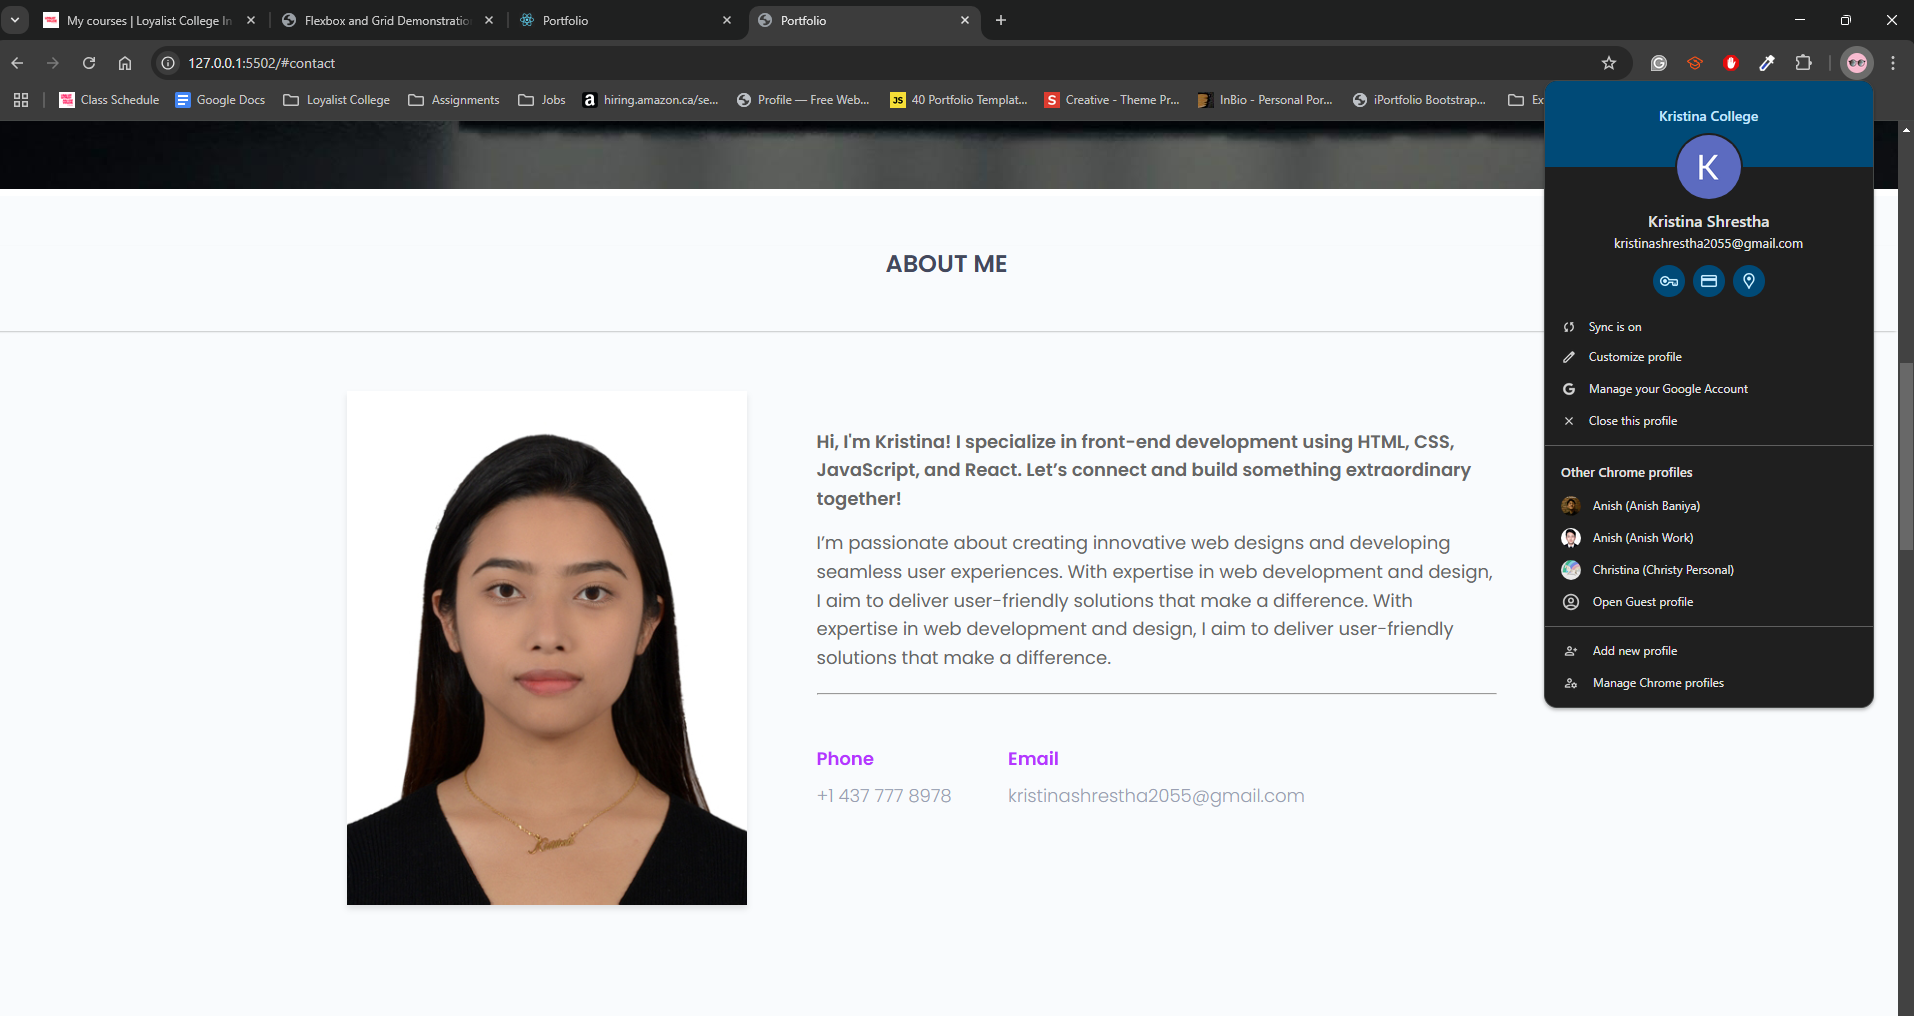 My courses | Loyalist College In
Flexbox and Grid Demonstratio
Portfolio
Portfolio
127.0.0.1:5502/#contact
Class Schedule
Google Docs
Loyalist College
Assignments
Jobs
hiring.amazon.ca/se...
Profile — Free Web...
JS
40 Portfolio Templat...
S
Creative - Theme Pr...
InBio - Personal Por...
iPortfolio Bootstrap...
Ex
Kristina College
K
Kristina Shrestha
kristinashrestha2055@gmail.com
Sync is on
Customize profile
Manage your Google Account
Close this profile
Other Chrome profiles
Anish (Anish Baniya)
Anish (Anish Work)
Christina (Christy Personal)
Open Guest profile
Add new profile
Manage Chrome profiles
ABOUT ME
Hi, I'm Kristina! I specialize in front-end development using HTML, CSS,
JavaScript, and React. Let’s connect and build something extraordinary
together!
I’m passionate about creating innovative web designs and developing
seamless user experiences. With expertise in web development and design,
I aim to deliver user-friendly solutions that make a difference. With
expertise in web development and design, I aim to deliver user-friendly
solutions that make a difference.
Phone
Email
+1 437 777 8978
kristinashrestha2055@gmail.com